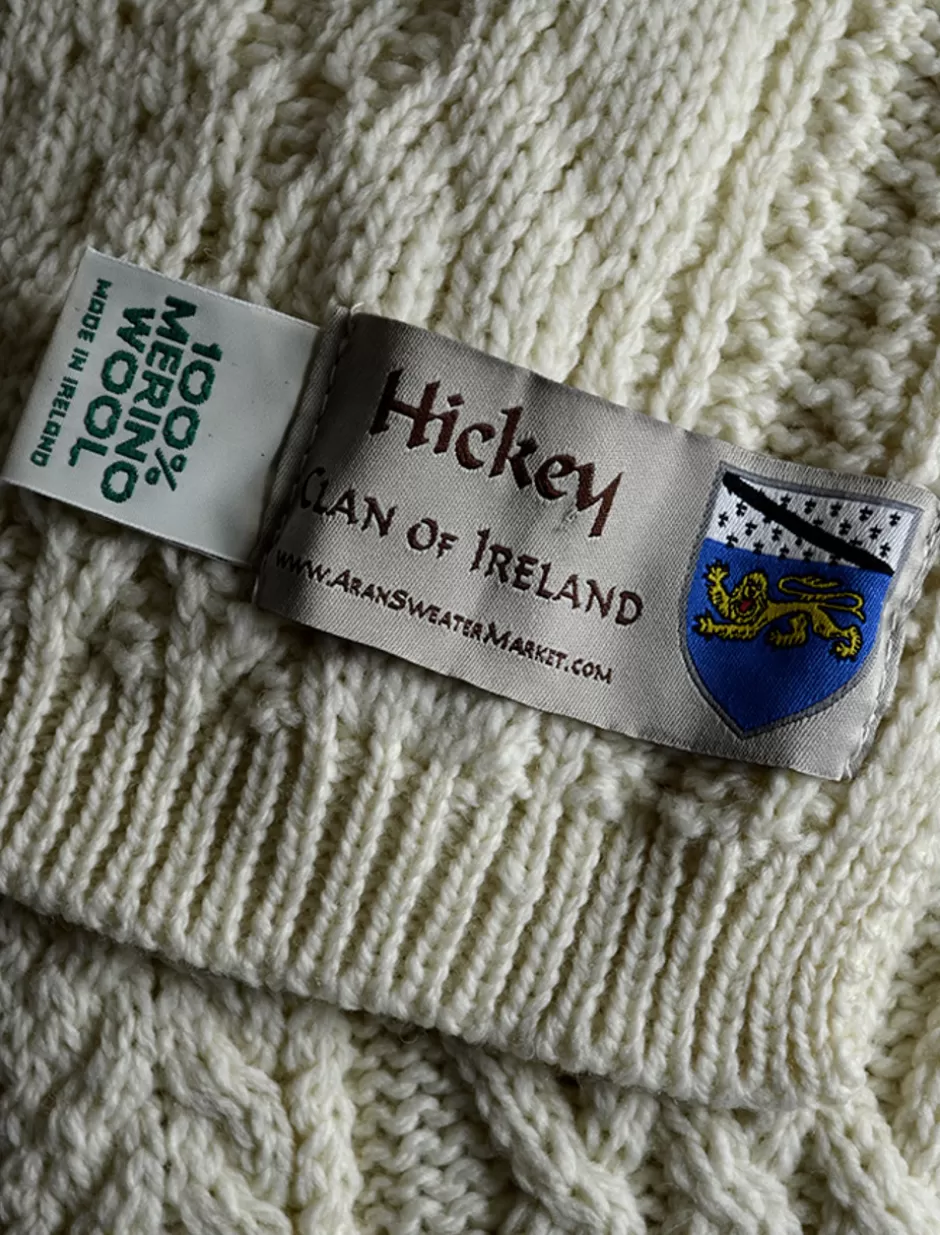 100%
MERINO
WOOL
MADE IN IRELAND
Hickey
CLAN OF IRELAND
WWW.ARANSWEATERMARKET.COM